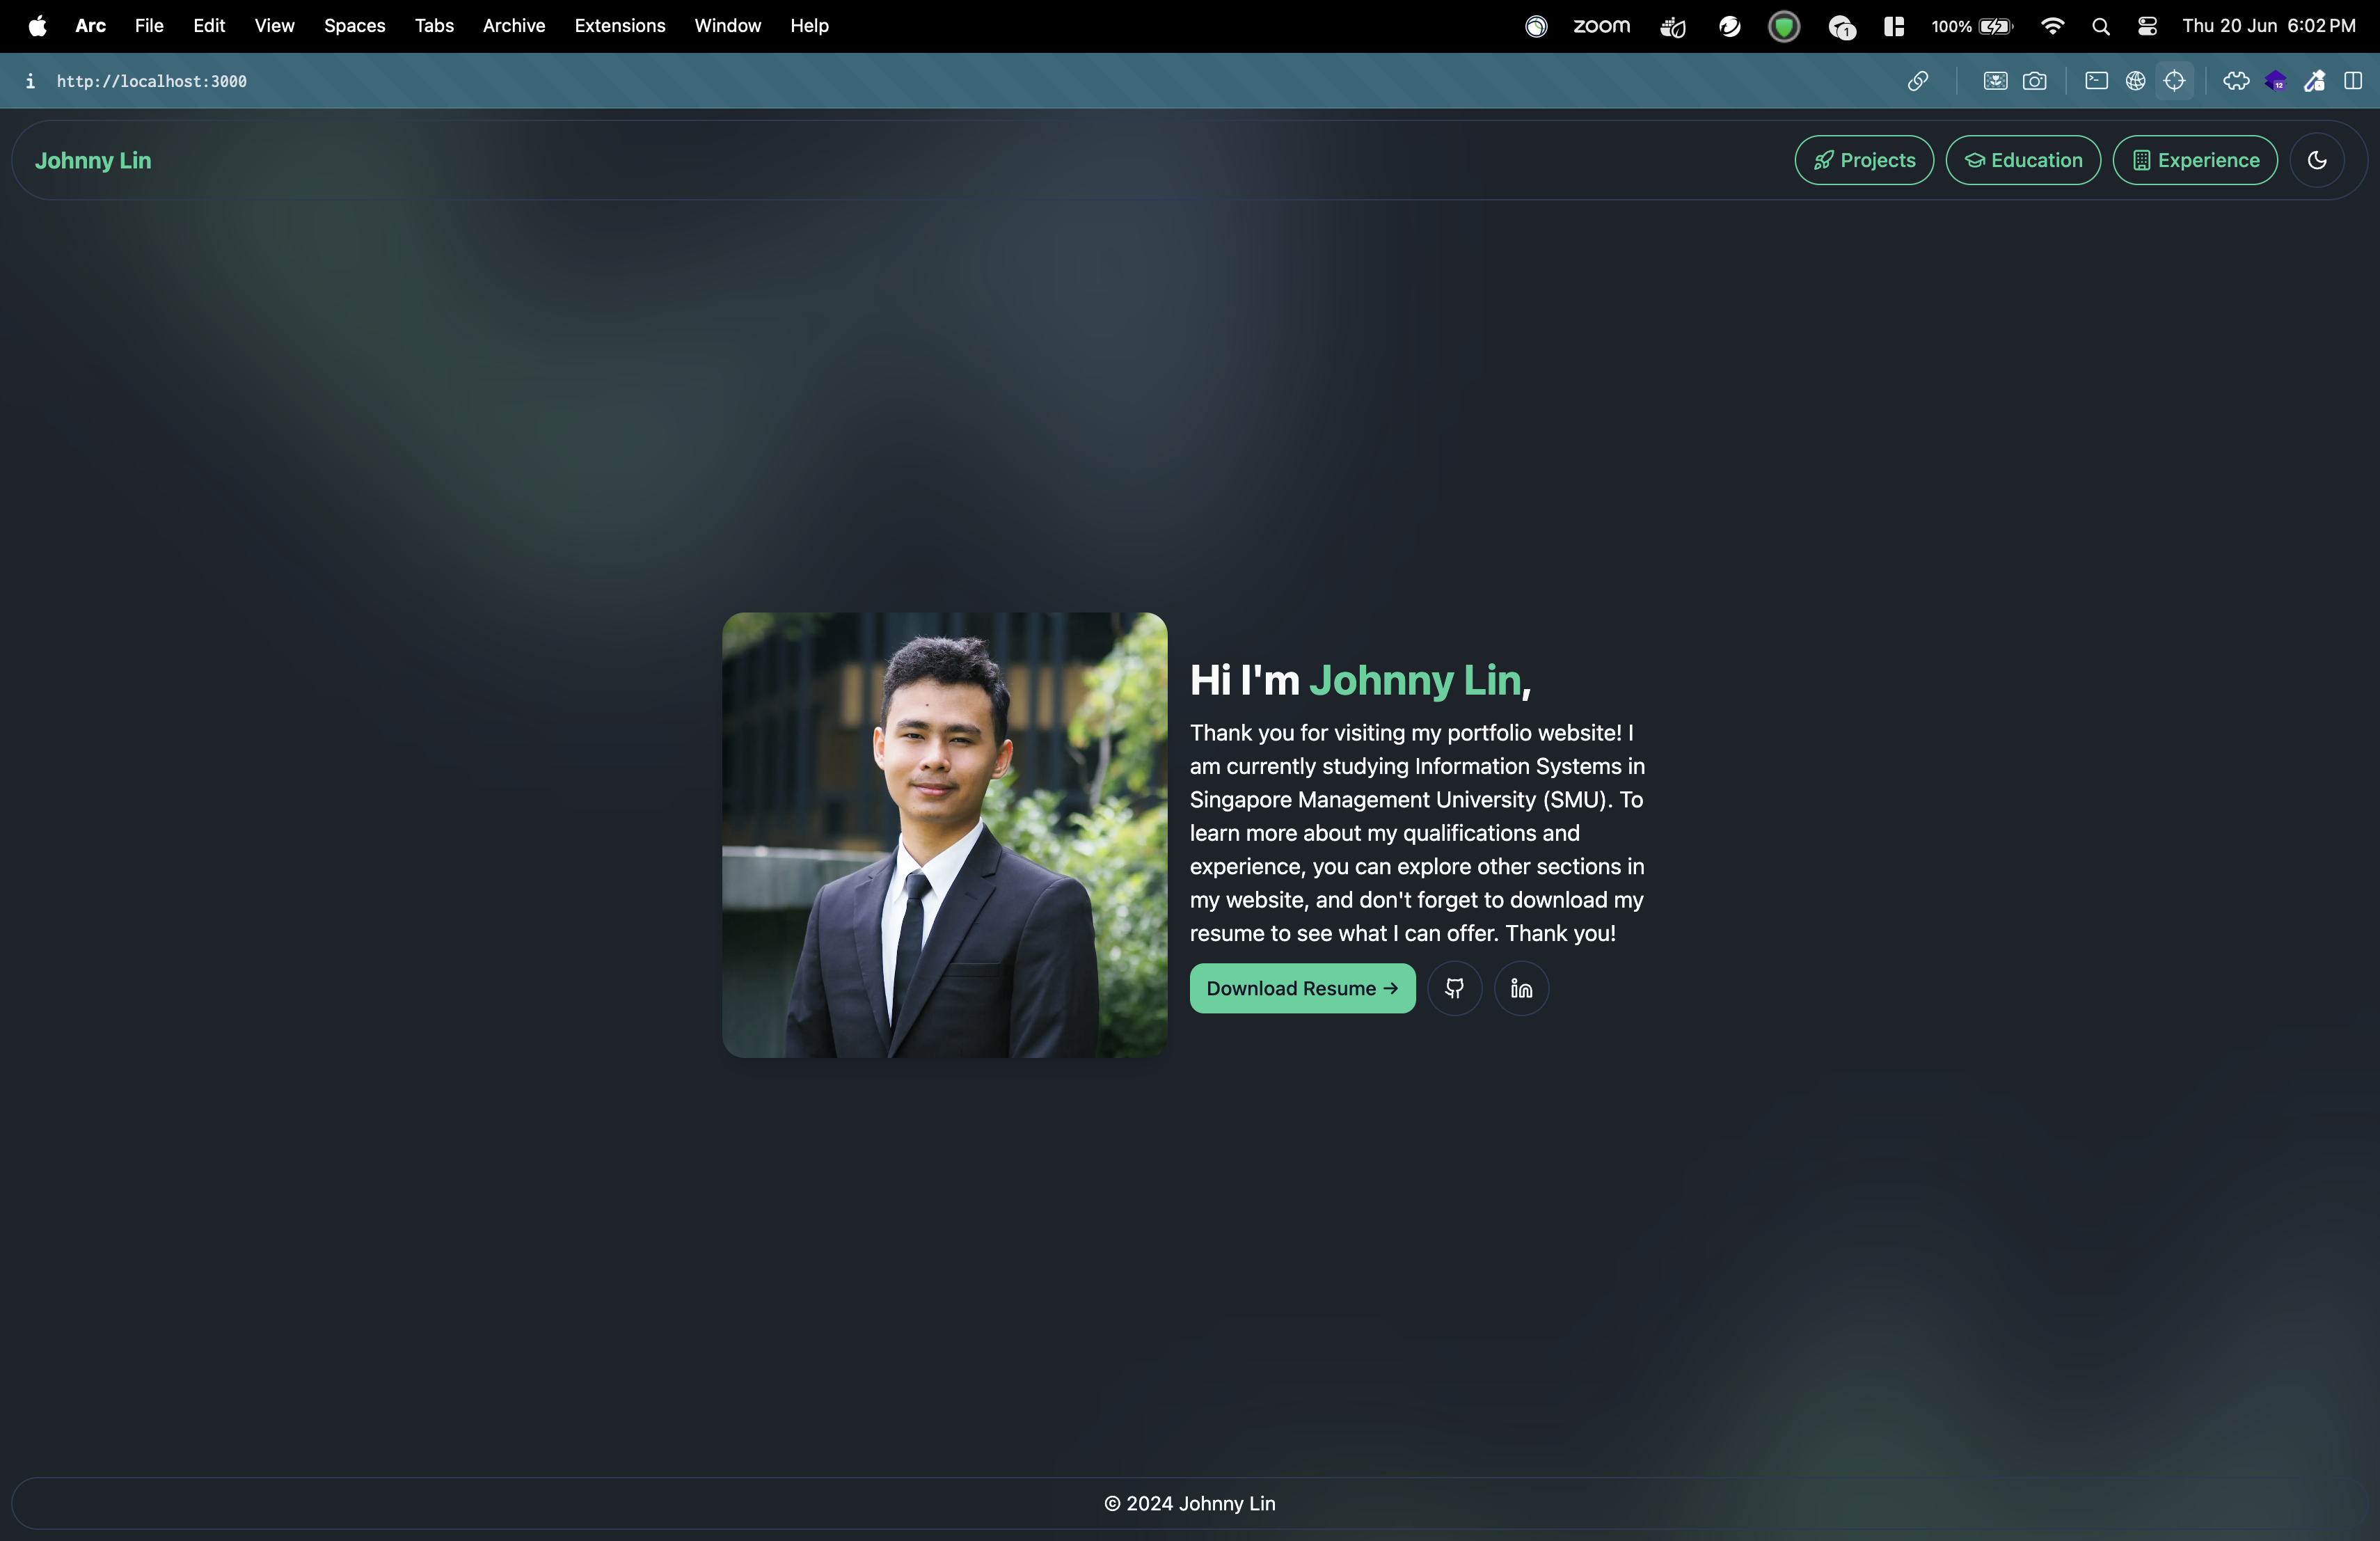 Arc File Edit View Spaces Tabs Archive Extensions Window Help zoom 1 100% Thu 20 Jun 6:02 PM
i http://localhost:3000 12
Johnny Lin Projects Education Experience
Hi I'm Johnny Lin,
Thank you for visiting my portfolio website! I
am currently studying Information Systems in
Singapore Management University (SMU). To
learn more about my qualifications and
experience, you can explore other sections in
my website, and don't forget to download my
resume to see what I can offer. Thank you!
Download Resume → in
© 2024 Johnny Lin